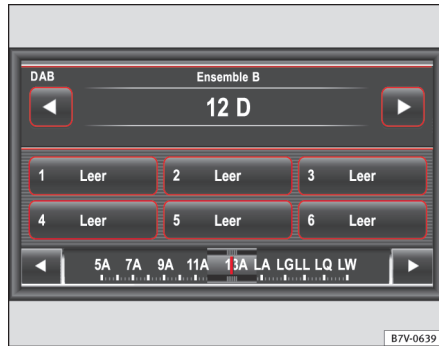 DAB
Ensemble B
12 D
1 Leer
2 Leer
3 Leer
4 Leer
5 Leer
6 Leer
5A 7A 9A 11A 13A LA LGLL LQ LW
B7V-0639